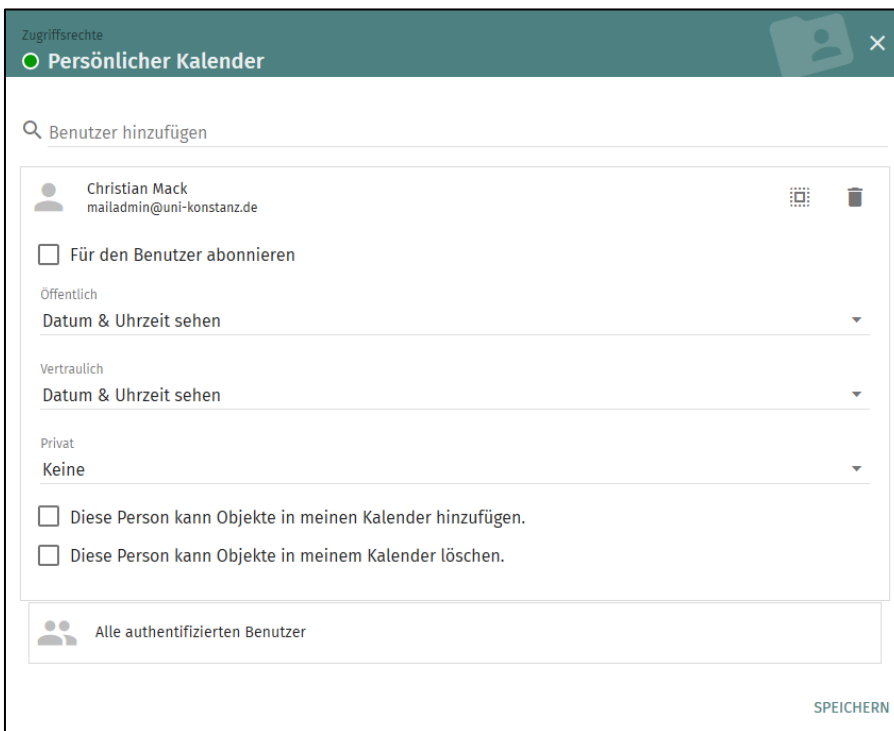 Zugriffsrechte
Persönlicher Kalender
Benutzer hinzufügen
Christian Mack
mailadmin@uni-konstanz.de
Für den Benutzer abonnieren
Öffentlich
Datum & Uhrzeit sehen
Vertraulich
Datum & Uhrzeit sehen
Privat
Keine
Diese Person kann Objekte in meinen Kalender hinzufügen.
Diese Person kann Objekte in meinem Kalender löschen.
Alle authentifizierten Benutzer
SPEICHERN